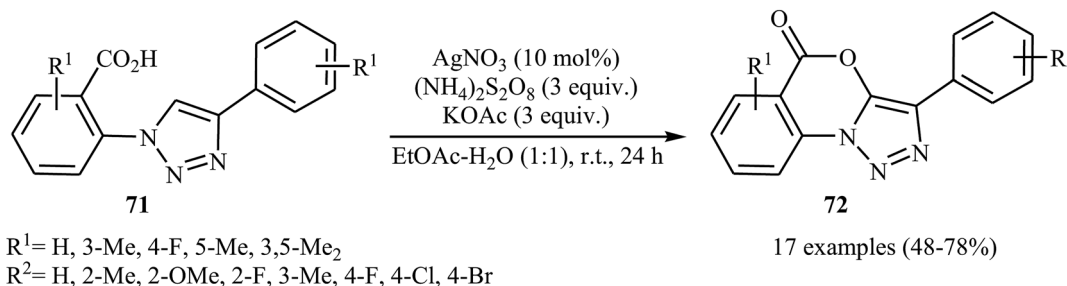 R¹
CO₂H
R¹
N
N
N
71
AgNO₃ (10 mol%)
(NH₄)₂S₂O₈ (3 equiv.)
KOAc (3 equiv.)
EtOAc-H₂O (1:1), r.t., 24 h
O
R¹
O
R
N
N
N
72
R¹= H, 3-Me, 4-F, 5-Me, 3,5-Me₂
R²= H, 2-Me, 2-OMe, 2-F, 3-Me, 4-F, 4-Cl, 4-Br
17 examples (48-78%)